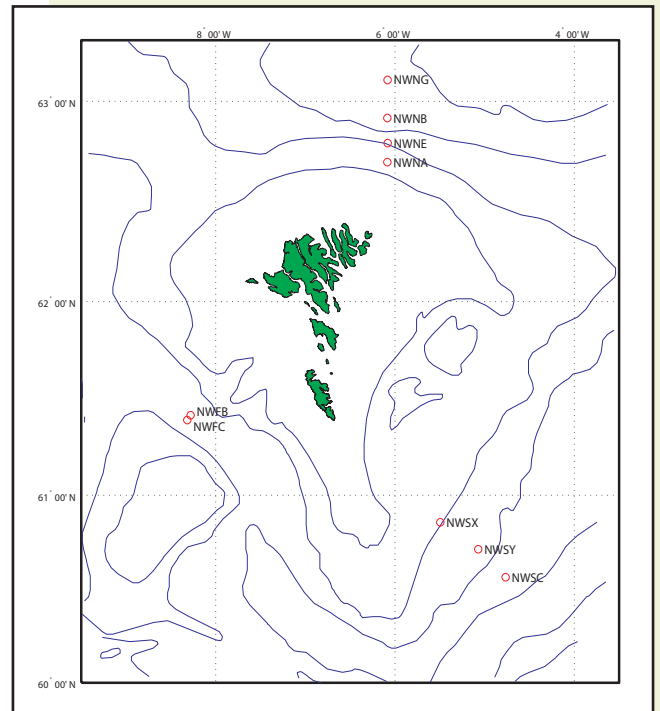 8° 00' W 6° 00' W 4° 00' W
NWNG
63° 00' N
NWNB
NWNE
NWNA
62° 00' N
NWFB
NWFC
61° 00' N
NWSX
NWSY
NWSC
60° 00' N